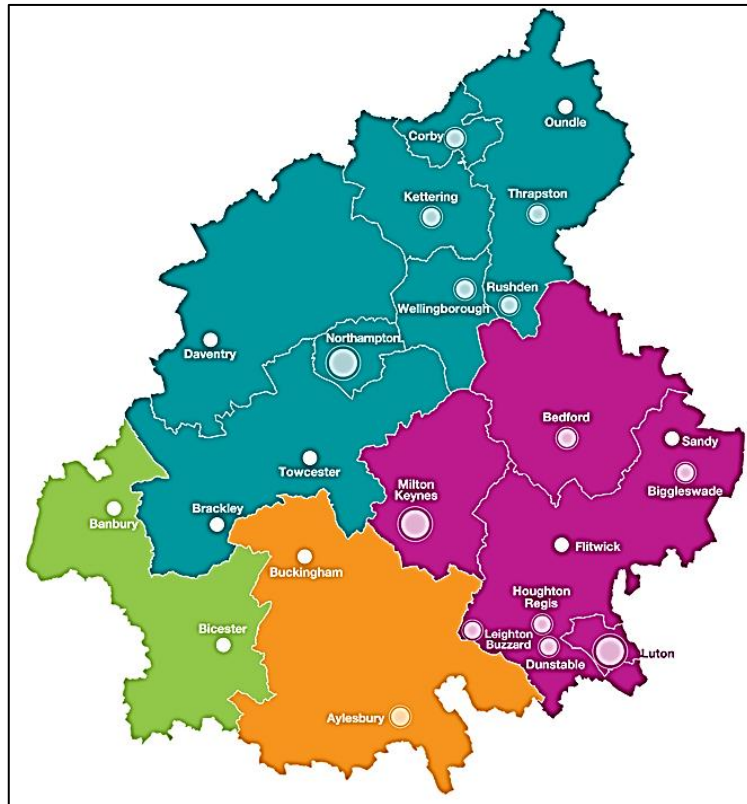 Oundle
Corby
Kettering
Thrapston
Rushden
Wellingborough
Northampton
Daventry
Bedford
Sandy
Towcester
Biggleswade
Milton
Keynes
Banbury
Brackley
Flitwick
Buckingham
Houghton
Regis
Bicester
Leighton
Buzzard
Luton
Dunstable
Aylesbury